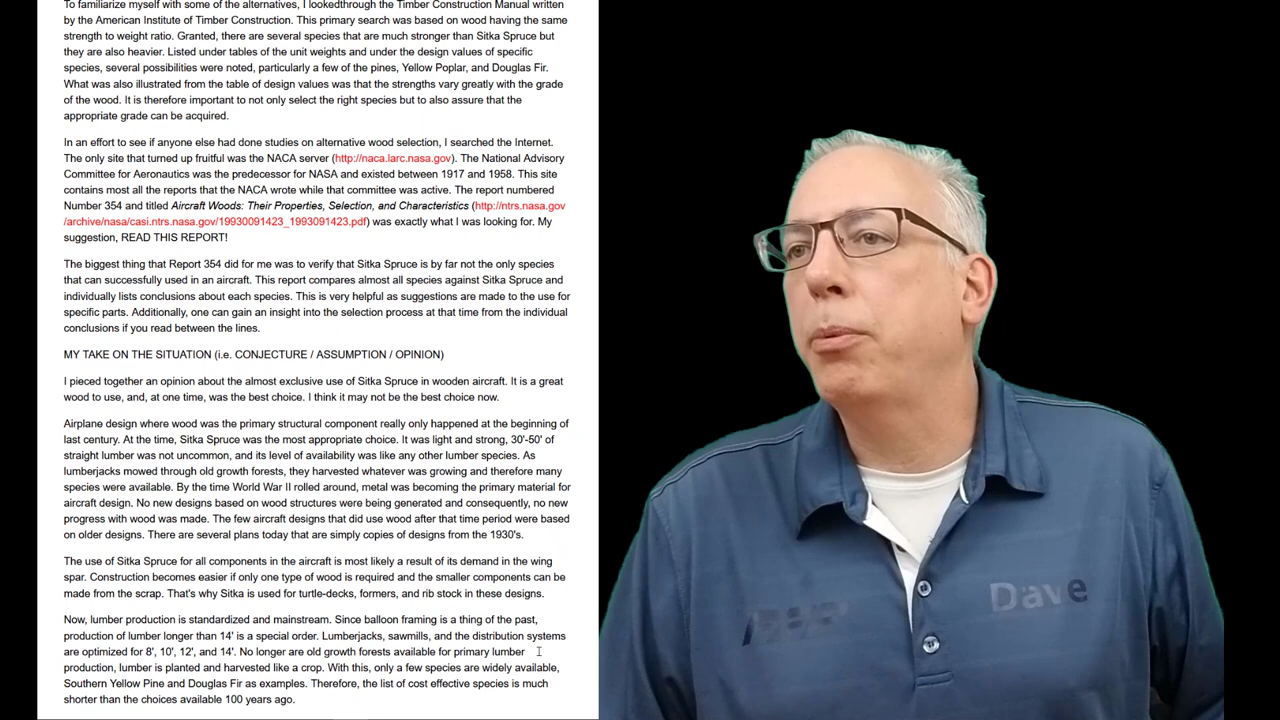 To familiarize myself with some of the alternatives, I lookedthrough the Timber Construction Manual written
by the American Institute of Timber Construction. This primary search was based on wood having the same
strength to weight ratio. Granted, there are several species that are much stronger than Sitka Spruce but
they are also heavier. Listed under tables of the unit weights and under the design values of specific
species, several possibilities were noted, particularly a few of the pines, Yellow Poplar, and Douglas Fir.
What was also illustrated from the table of design values was that the strengths vary greatly with the grade
of the wood. It is therefore important to not only select the right species but to also assure that the
appropriate grade can be acquired.
In an effort to see if anyone else had done studies on alternative wood selection, I searched the Internet.
The only site that turned up fruitful was the NACA server (http://naca.larc.nasa.gov). The National Advisory
Committee for Aeronautics was the predecessor for NASA and existed between 1917 and 1958. This site
contains most all the reports that the NACA wrote while that committee was active. The report numbered
Number 354 and titled Aircraft Woods: Their Properties, Selection, and Characteristics (http://ntrs.nasa.gov
/archive/nasa/casi.ntrs.nasa.gov/19930091423_1993091423.pdf) was exactly what I was looking for. My
suggestion, READ THIS REPORT!
The biggest thing that Report 354 did for me was to verify that Sitka Spruce is by far not the only species
that can successfully used in an aircraft. This report compares almost all species against Sitka Spruce and
individually lists conclusions about each species. This is very helpful as suggestions are made to the use for
specific parts. Additionally, one can gain an insight into the selection process at that time from the individual
conclusions if you read between the lines.
MY TAKE ON THE SITUATION (i.e. CONJECTURE / ASSUMPTION / OPINION)
I pieced together an opinion about the almost exclusive use of Sitka Spruce in wooden aircraft. It is a great
wood to use, and, at one time, was the best choice. I think it may not be the best choice now.
Airplane design where wood was the primary structural component really only happened at the beginning of
last century. At the time, Sitka Spruce was the most appropriate choice. It was light and strong, 30'-50' of
straight lumber was not uncommon, and its level of availability was like any other lumber species. As
lumberjacks mowed through old growth forests, they harvested whatever was growing and therefore many
species were available. By the time World War II rolled around, metal was becoming the primary material for
aircraft design. No new designs based on wood structures were being generated and consequently, no new
progress with wood was made. The few aircraft designs that did use wood after that time period were based
on older designs. There are several plans today that are simply copies of designs from the 1930's.
The use of Sitka Spruce for all components in the aircraft is most likely a result of its demand in the wing
spar. Construction becomes easier if only one type of wood is required and the smaller components can be
made from the scrap. That's why Sitka is used for turtle-decks, formers, and rib stock in these designs.
Now, lumber production is standardized and mainstream. Since balloon framing is a thing of the past,
production of lumber longer than 14' is a special order. Lumberjacks, sawmills, and the distribution systems
are optimized for 8', 10', 12', and 14'. No longer are old growth forests available for primary lumber
production, lumber is planted and harvested like a crop. With this, only a few species are widely available,
Southern Yellow Pine and Douglas Fir as examples. Therefore, the list of cost effective species is much
shorter than the choices available 100 years ago.
Dave